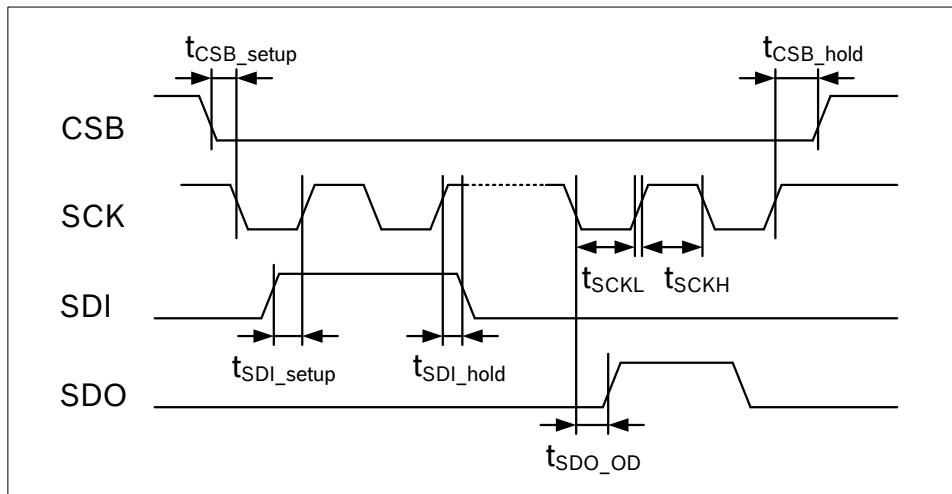 tCSB_setup
tCSB_hold
CSB
SCK
tSCKL
tSCKH
SDI
tSDI_setup
tSDI_hold
SDO
tSDO_OD